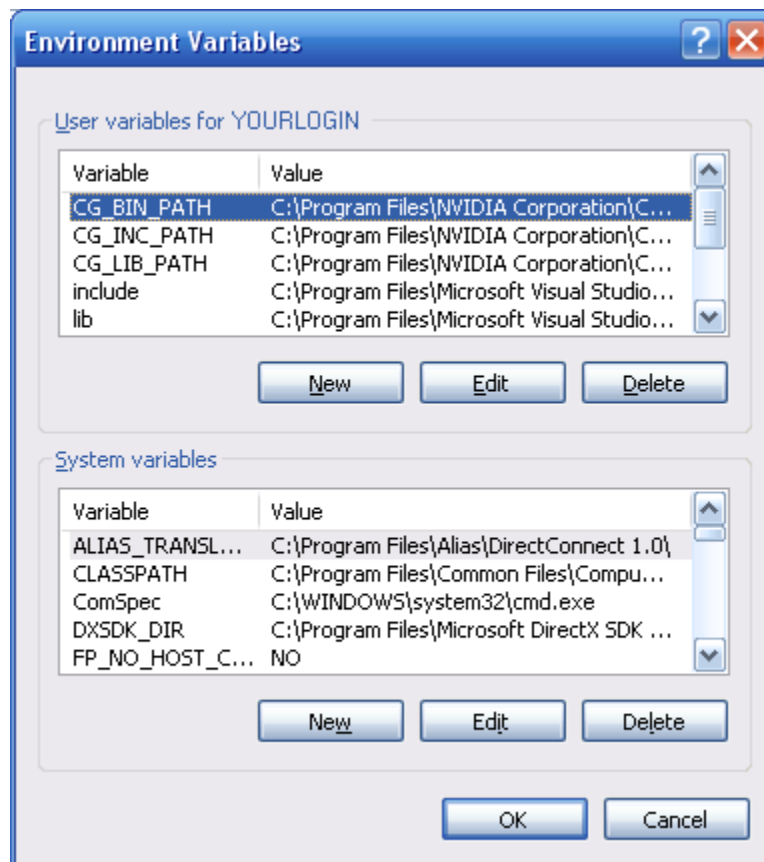 Environment Variables
User variables for YOURLOGIN
Variable Value
CG_BIN_PATH C:\Program Files\NVIDIA Corporation\C...
CG_INC_PATH C:\Program Files\NVIDIA Corporation\C...
CG_LIB_PATH C:\Program Files\NVIDIA Corporation\C...
include C:\Program Files\Microsoft Visual Studio...
lib C:\Program Files\Microsoft Visual Studio...
New Edit Delete
System variables
Variable Value
ALIAS_TRANSL... C:\Program Files\Alias\DirectConnect 1.0\
CLASSPATH C:\Program Files\Common Files\Compu...
ComSpec C:\WINDOWS\system32\cmd.exe
DXSDK_DIR C:\Program Files\Microsoft DirectX SDK ...
FP_NO_HOST_C... NO
New Edit Delete
OK Cancel